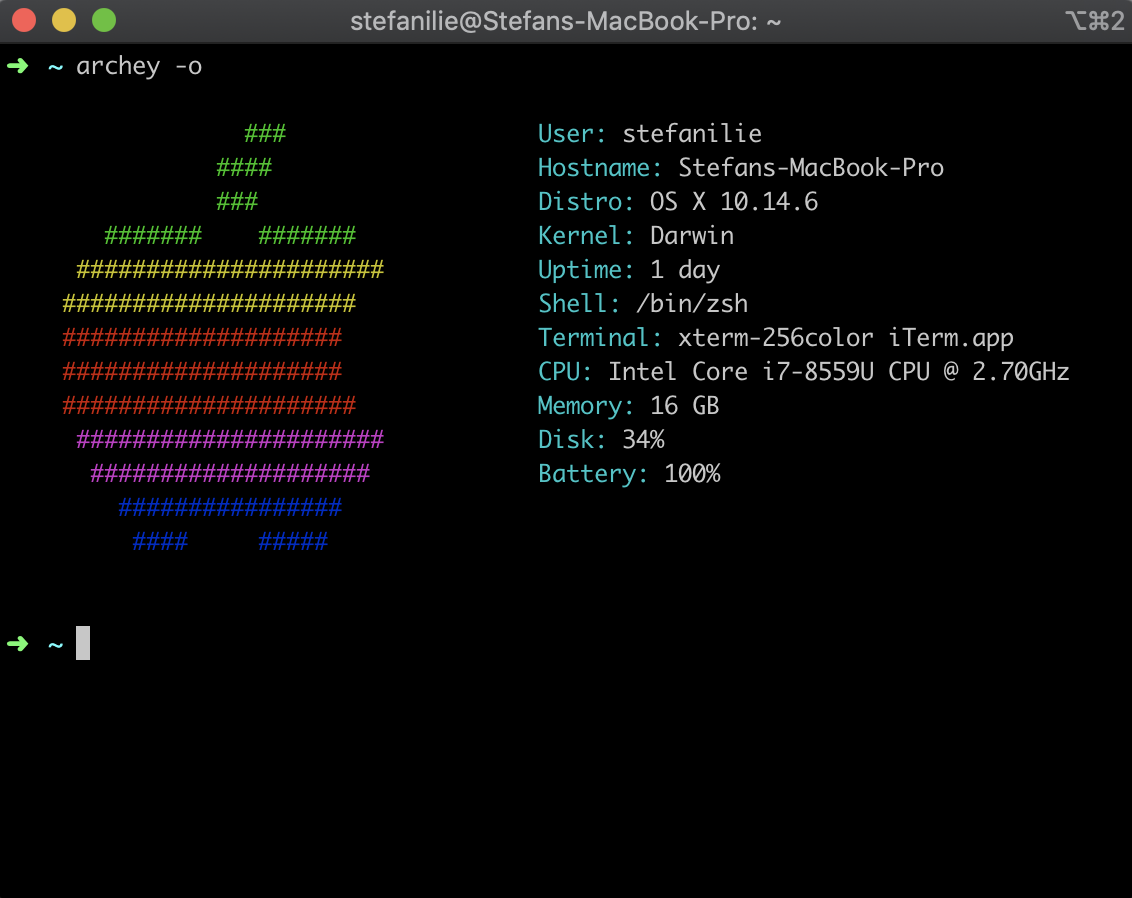 stefanilie@Stefans-MacBook-Pro: ~ ⌥⌘2
➜ ~ archey -o
### User: stefanilie
#### Hostname: Stefans-MacBook-Pro
### Distro: OS X 10.14.6
####### ####### Kernel: Darwin
###################### Uptime: 1 day
##################### Shell: /bin/zsh
#################### Terminal: xterm-256color iTerm.app
#################### CPU: Intel Core i7-8559U CPU @ 2.70GHz
##################### Memory: 16 GB
###################### Disk: 34%
#################### Battery: 100%
################
#### #####
➜ ~